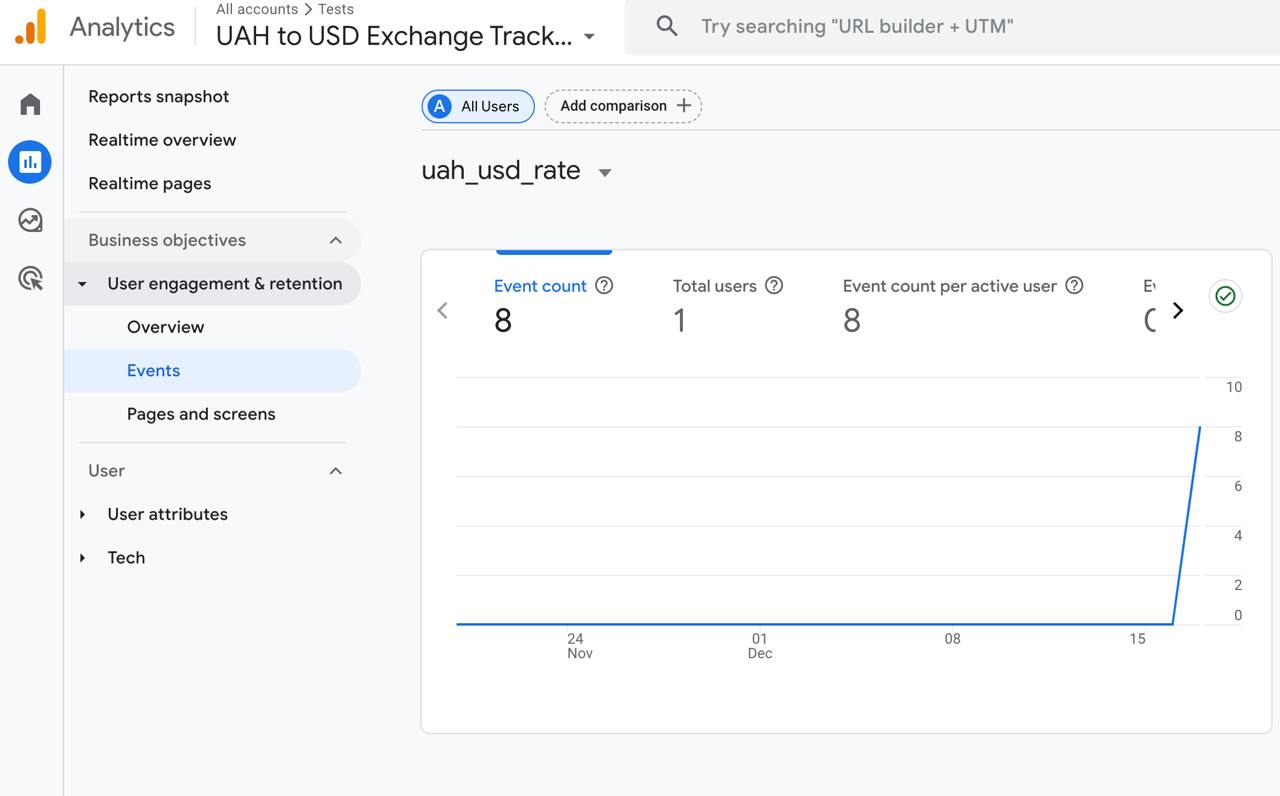 All accounts > Tests
Analytics
UAH to USD Exchange Track...
Try searching "URL builder + UTM"
Reports snapshot
Realtime overview
Realtime pages
Business objectives
User engagement & retention
Overview
Events
Pages and screens
User
User attributes
Tech
A All Users
Add comparison +
uah_usd_rate
Event count
8
Total users
1
Event count per active user
8
10
8
6
4
2
0
24
Nov
01
Dec
08
15